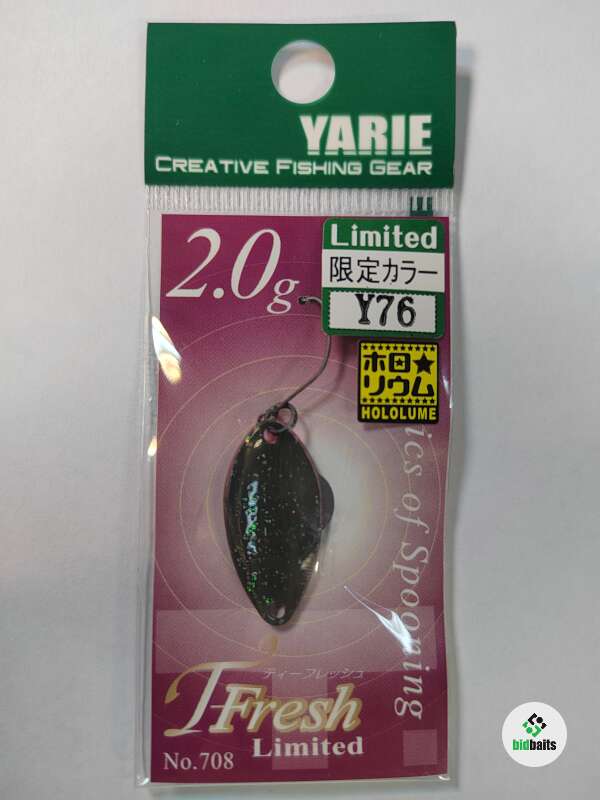 YARIE
CREATIVE FISHING GEAR
2.0g
Limited
限定カラー
Y76
ホロ★
リウム
HOLOLUME
ics of Spooning
ティーフレッシュ
T-Fresh
Limited
No.708
bidbaits